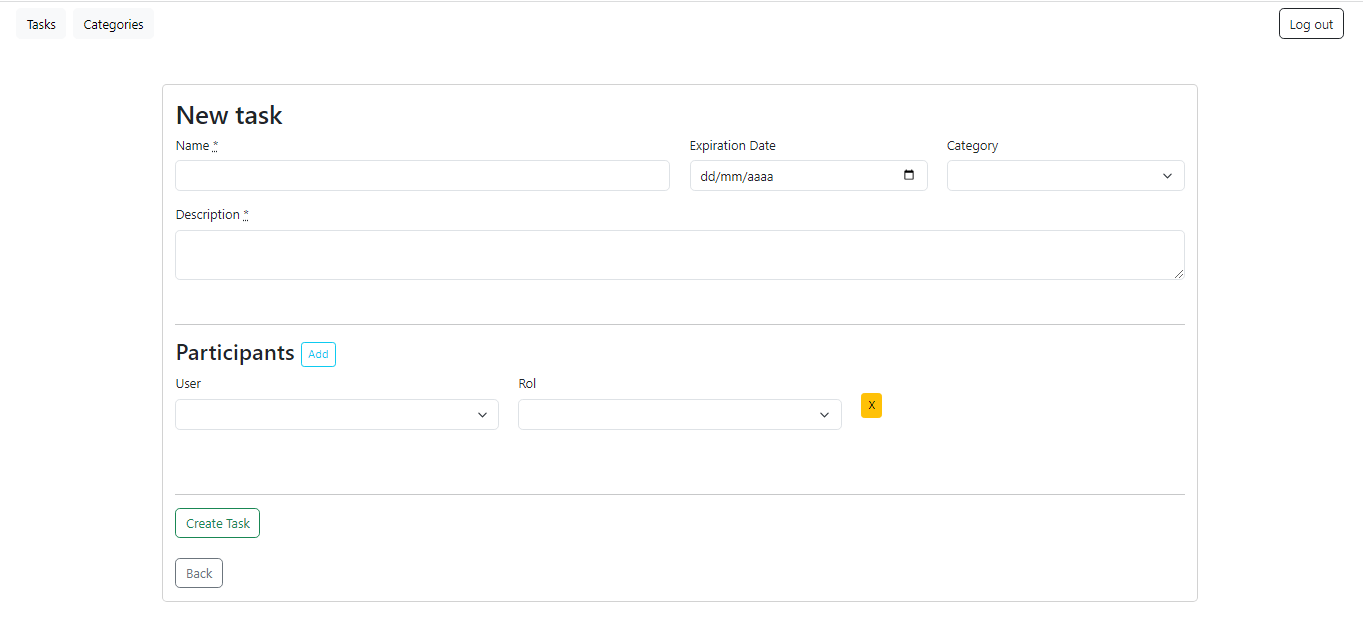 Tasks Categories Log out
New task
Name * Expiration Date Category
dd/mm/aaaa
Description *
Participants Add
User Rol
X
Create Task
Back